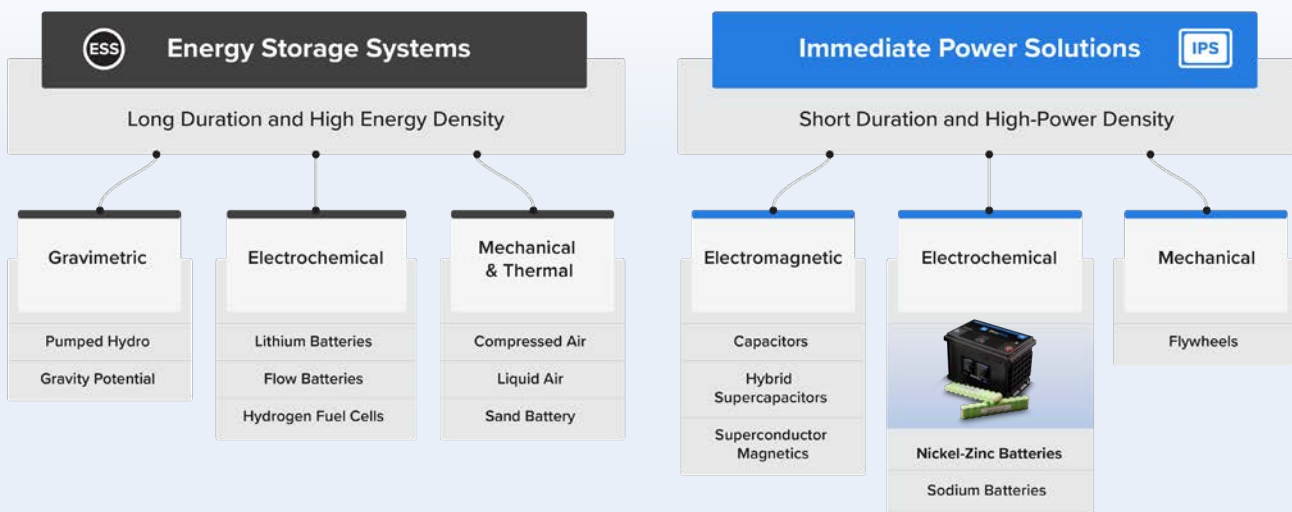 ESS
Energy Storage Systems
Long Duration and High Energy Density
Gravimetric
Pumped Hydro
Gravity Potential
Electrochemical
Lithium Batteries
Flow Batteries
Hydrogen Fuel Cells
Mechanical
& Thermal
Compressed Air
Liquid Air
Sand Battery
Immediate Power Solutions
IPS
Short Duration and High-Power Density
Electromagnetic
Capacitors
Hybrid
Supercapacitors
Superconductor
Magnetics
Electrochemical
Nickel-Zinc Batteries
Sodium Batteries
Mechanical
Flywheels